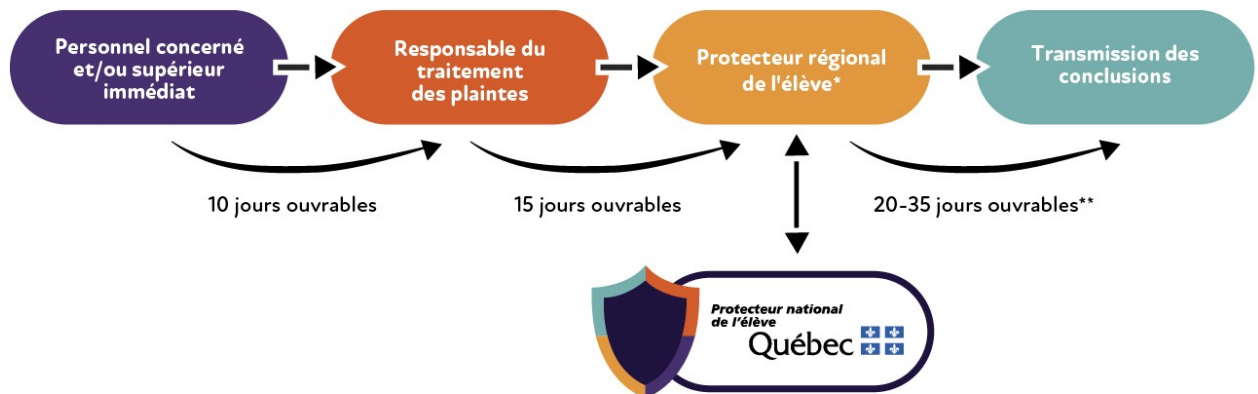 Personnel concerné
et/ou supérieur
immédiat
Responsable du
traitement
des plaintes
Protecteur régional
de l'élève*
Transmission des
conclusions
10 jours ouvrables
15 jours ouvrables
20-35 jours ouvrables**
Protecteur national
de l'élève
Québec